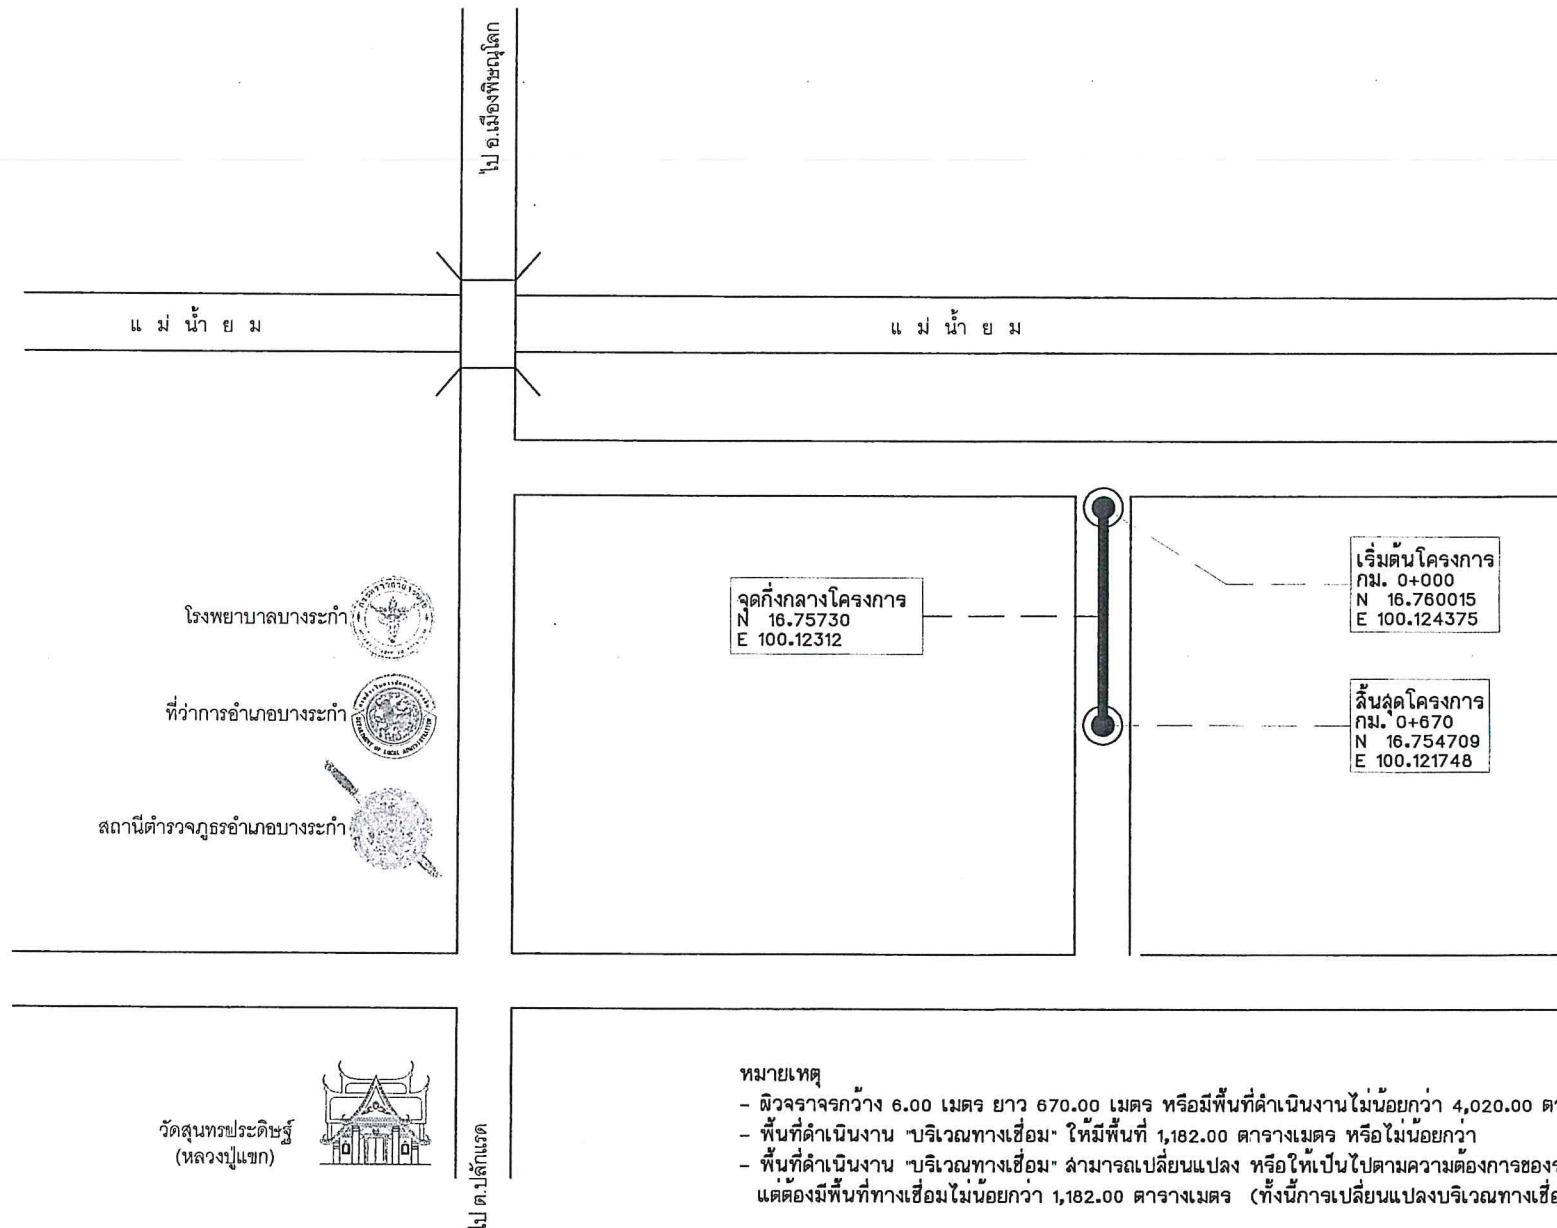 ไป อ.เมืองพิษณุโลก
แ ม่ น้ำ ย ม
แ ม่ น้ำ ย ม
เริ่มต้นโครงการ
กม. 0+000
N 16.760015
E 100.124375
จุดกึ่งกลางโครงการ
N 16.75730
E 100.12312
โรงพยาบาลบางระกำ
สิ้นสุดโครงการ
กม. 0+670
N 16.754709
E 100.121748
ที่ว่าการอำเภอบางระกำ
DEPARTMENT OF LOCAL ADMINISTRATION
สถานีตำรวจภูธรอำเภอบางระกำ
วัดสุนทรประดิษฐ์
(หลวงปู่แขก)
ไป ต.ปลักแรด
หมายเหตุ
- ผิวจราจรกว้าง 6.00 เมตร ยาว 670.00 เมตร หรือมีพื้นที่ดำเนินงานไม่น้อยกว่า 4,020.00 ตา
- พื้นที่ดำเนินงาน "บริเวณทางเชื่อม" ให้มีพื้นที่ 1,182.00 ตารางเมตร หรือไม่น้อยกว่า
- พื้นที่ดำเนินงาน "บริเวณทางเชื่อม" สามารถเปลี่ยนแปลง หรือให้เป็นไปตามความต้องการของร
แต่ต้องมีพื้นที่ทางเชื่อมไม่น้อยกว่า 1,182.00 ตารางเมตร (ทั้งนี้การเปลี่ยนแปลงบริเวณทางเชื่อ